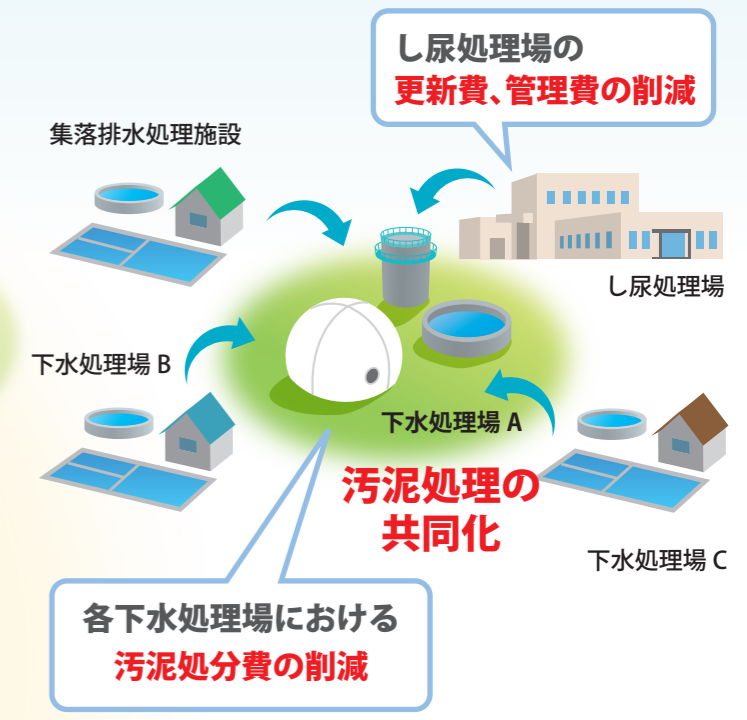 し尿処理場の
更新費、管理費の削減
集落排水処理施設
し尿処理場
下水処理場 B
下水処理場 A
汚泥処理の
共同化
下水処理場 C
各下水処理場における
汚泥処分費の削減